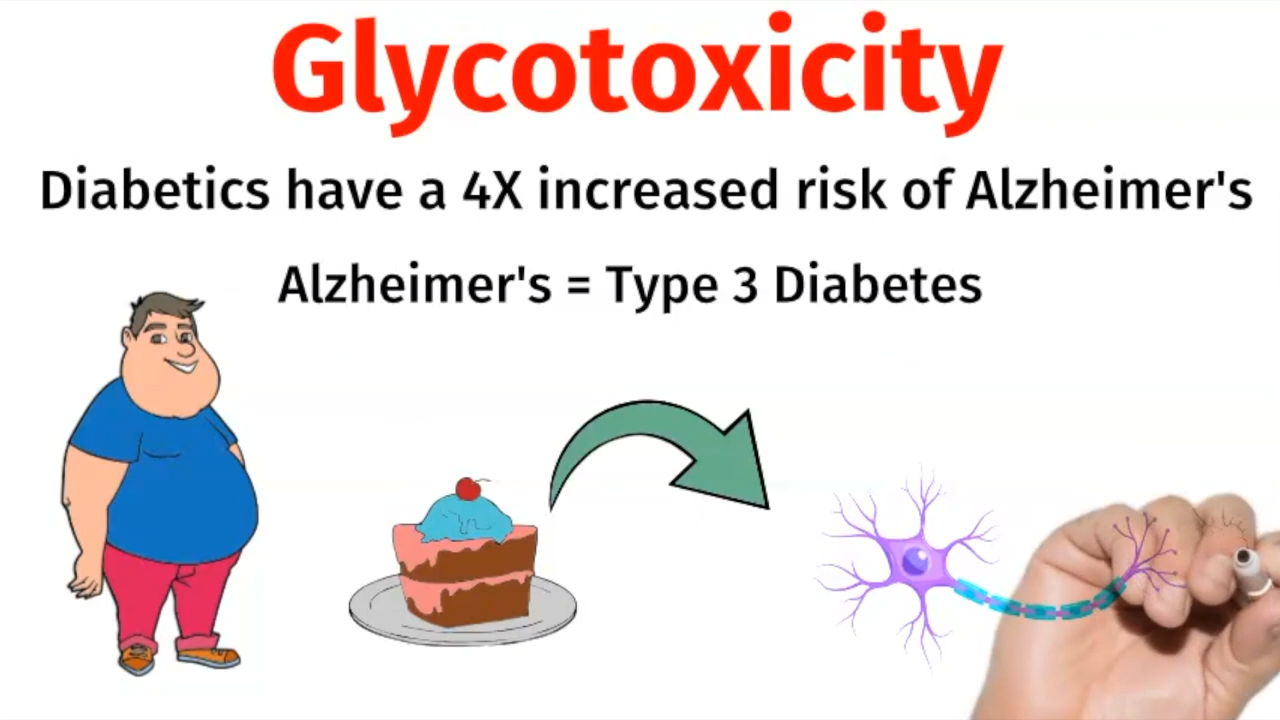 Glycotoxicity
Diabetics have a 4X increased risk of Alzheimer's
Alzheimer's = Type 3 Diabetes